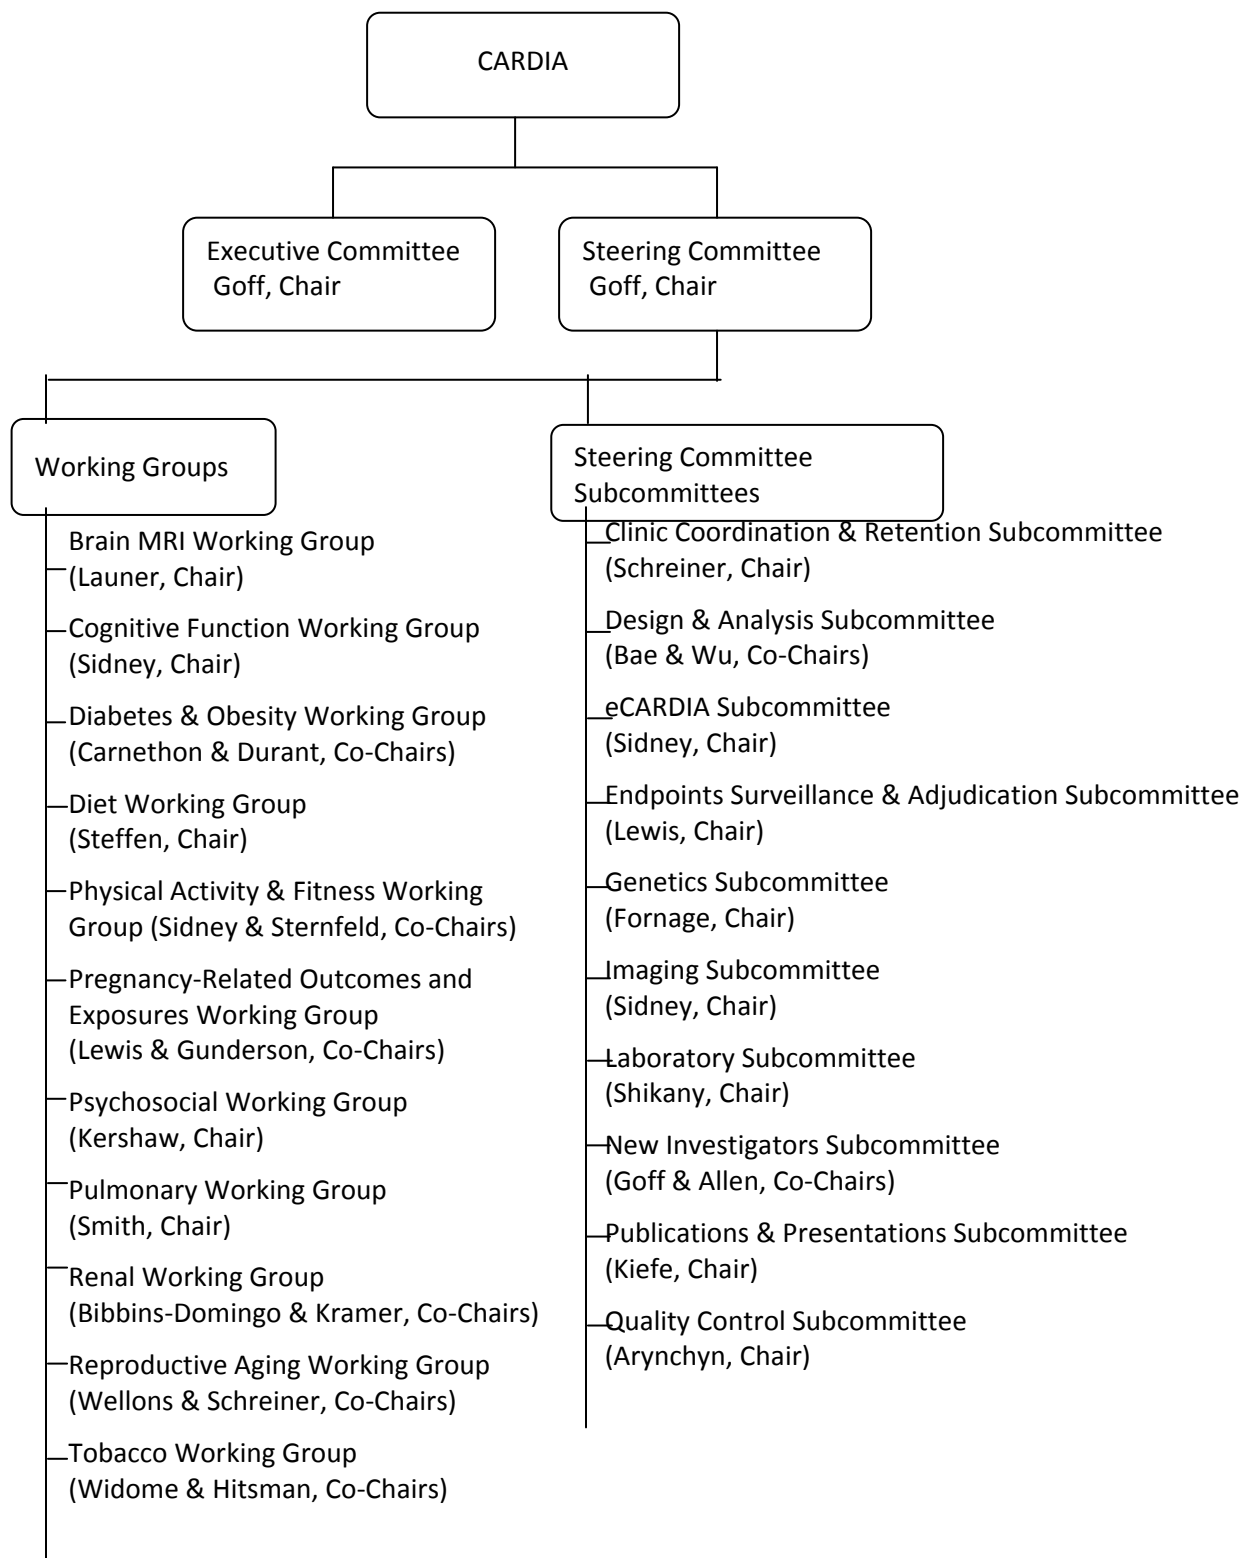 CARDIA
Executive Committee
Goff, Chair
Steering Committee
Goff, Chair
Working Groups
Brain MRI Working Group
(Launer, Chair)
Cognitive Function Working Group
(Sidney, Chair)
Diabetes & Obesity Working Group
(Carnethon & Durant, Co-Chairs)
Diet Working Group
(Steffen, Chair)
Physical Activity & Fitness Working
Group (Sidney & Sternfeld, Co-Chairs)
Pregnancy-Related Outcomes and
Exposures Working Group
(Lewis & Gunderson, Co-Chairs)
Psychosocial Working Group
(Kershaw, Chair)
Pulmonary Working Group
(Smith, Chair)
Renal Working Group
(Bibbins-Domingo & Kramer, Co-Chairs)
Reproductive Aging Working Group
(Wellons & Schreiner, Co-Chairs)
Tobacco Working Group
(Widome & Hitsman, Co-Chairs)
Steering Committee
Subcommittees
Clinic Coordination & Retention Subcommittee
(Schreiner, Chair)
Design & Analysis Subcommittee
(Bae & Wu, Co-Chairs)
eCARDIA Subcommittee
(Sidney, Chair)
Endpoints Surveillance & Adjudication Subcommittee
(Lewis, Chair)
Genetics Subcommittee
(Fornage, Chair)
Imaging Subcommittee
(Sidney, Chair)
Laboratory Subcommittee
(Shikany, Chair)
New Investigators Subcommittee
(Goff & Allen, Co-Chairs)
Publications & Presentations Subcommittee
(Kiefe, Chair)
Quality Control Subcommittee
(Arynchyn, Chair)